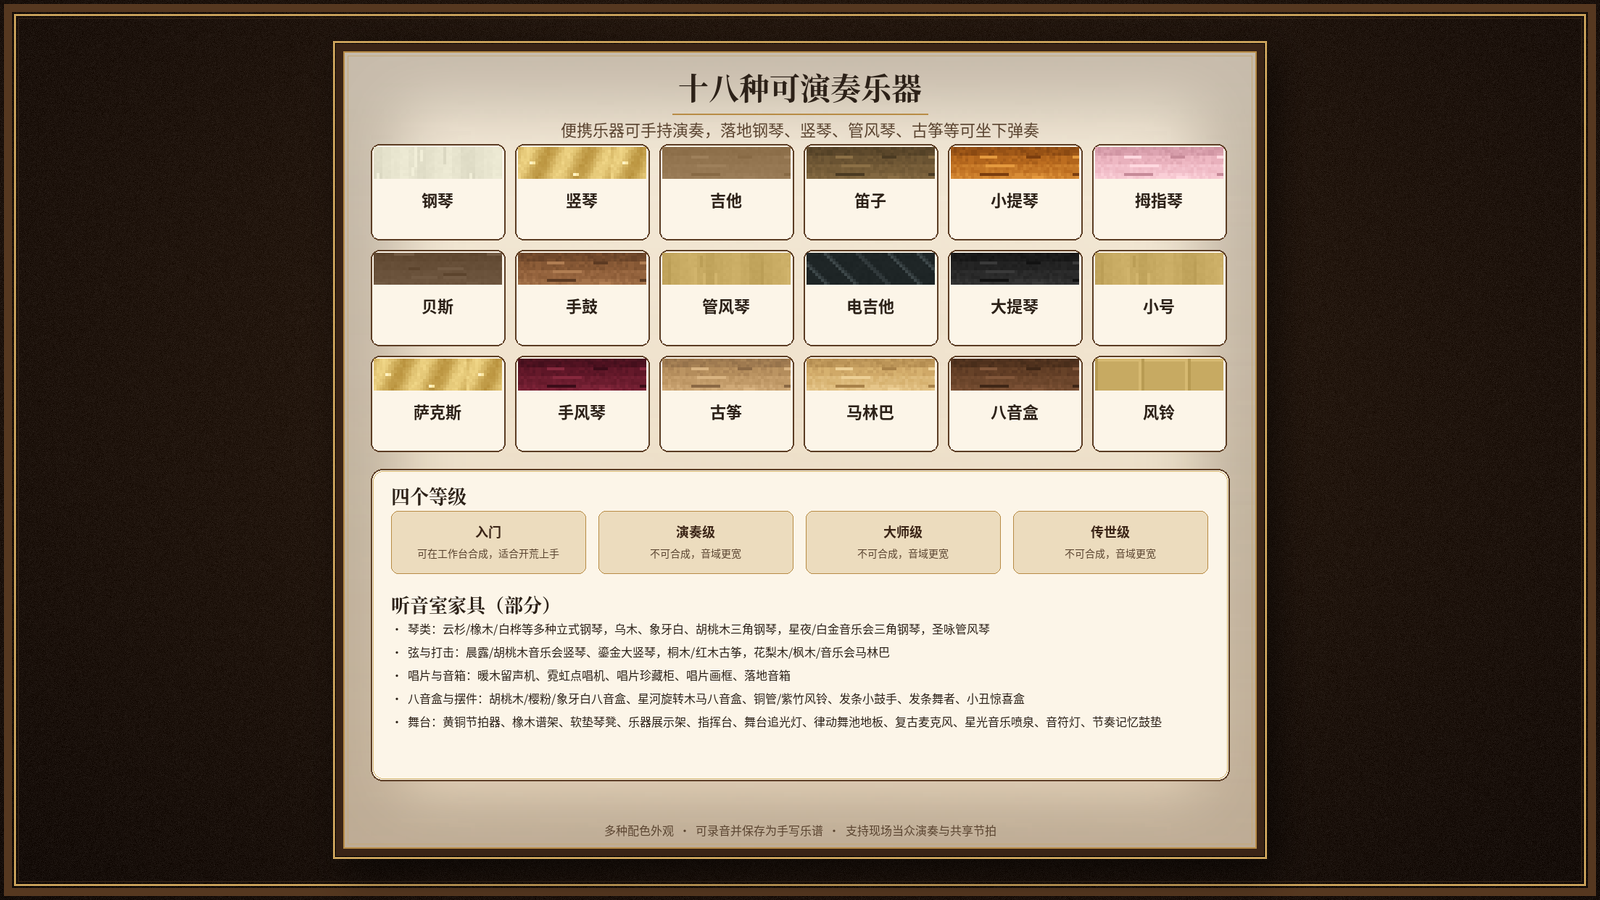 十八种可演奏乐器
便携乐器可手持演奏，落地钢琴、竖琴、管风琴、古筝等可坐下弹奏
钢琴
竖琴
吉他
笛子
小提琴
拇指琴
贝斯
手鼓
管风琴
电吉他
大提琴
小号
萨克斯
手风琴
古筝
马林巴
八音盒
风铃
四个等级
入门
可在工作台合成，适合开荒上手
演奏级
不可合成，音域更宽
大师级
不可合成，音域更宽
传世级
不可合成，音域更宽
听音室家具（部分）
· 琴类：云杉/橡木/白桦等多种立式钢琴，乌木、象牙白、胡桃木三角钢琴，星夜/白金音乐会三角钢琴，圣咏管风琴
· 弦与打击：晨露/胡桃木音乐会竖琴、鎏金大竖琴，桐木/红木古筝，花梨木/枫木/音乐会马林巴
· 唱片与音箱：暖木留声机、霓虹点唱机、唱片珍藏柜、唱片画框、落地音箱
· 八音盒与摆件：胡桃木/樱粉/象牙白八音盒、星河旋转木马八音盒、铜管/紫竹风铃、发条小鼓手、发条舞者、小丑惊喜盒
· 舞台：黄铜节拍器、橡木谱架、软垫琴凳、乐器展示架、指挥台、舞台追光灯、律动舞池地板、复古麦克风、星光音乐喷泉、音符灯、节奏记忆鼓垫
多种配色外观 · 可录音并保存为手写乐谱 · 支持现场当众演奏与共享节拍